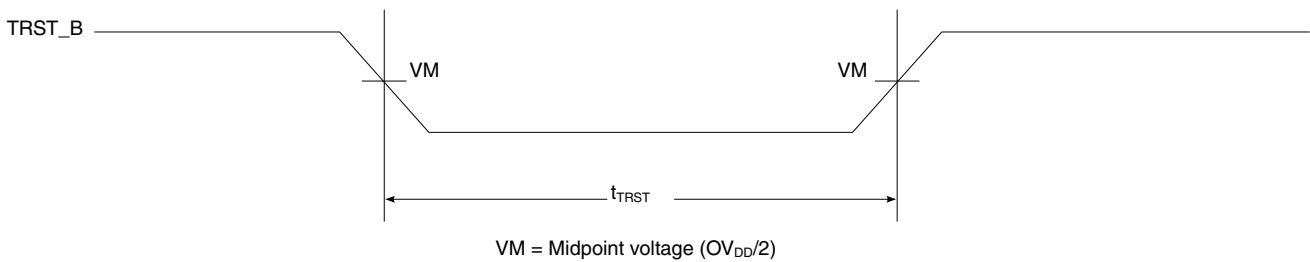 TRST_B
VM
VM
tTRST
VM = Midpoint voltage (OVDD/2)